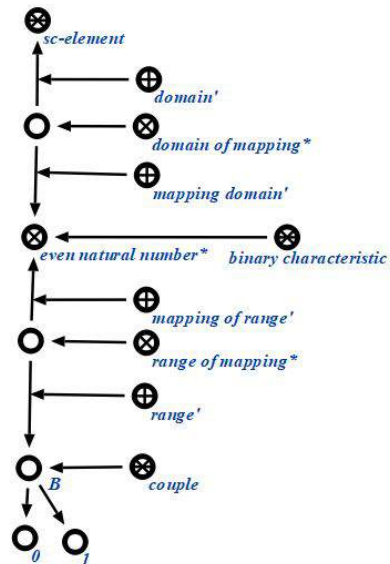 sc-element
domain'
domain of mapping*
mapping domain'
even natural number*
binary characteristic
mapping of range'
range of mapping*
range'
B
couple
0
1